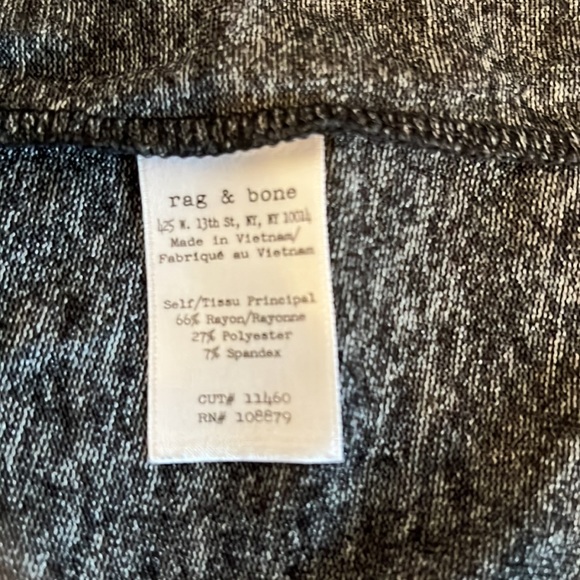 rag & bone
425 W. 13th St, NY, NY 10014
Made in Vietnam/
Fabriqué au Vietnam
Self/Tissu Principal
66% Rayon/Rayonne
27% Polyester
7% Spandex
CUT# 11460
RN# 108879